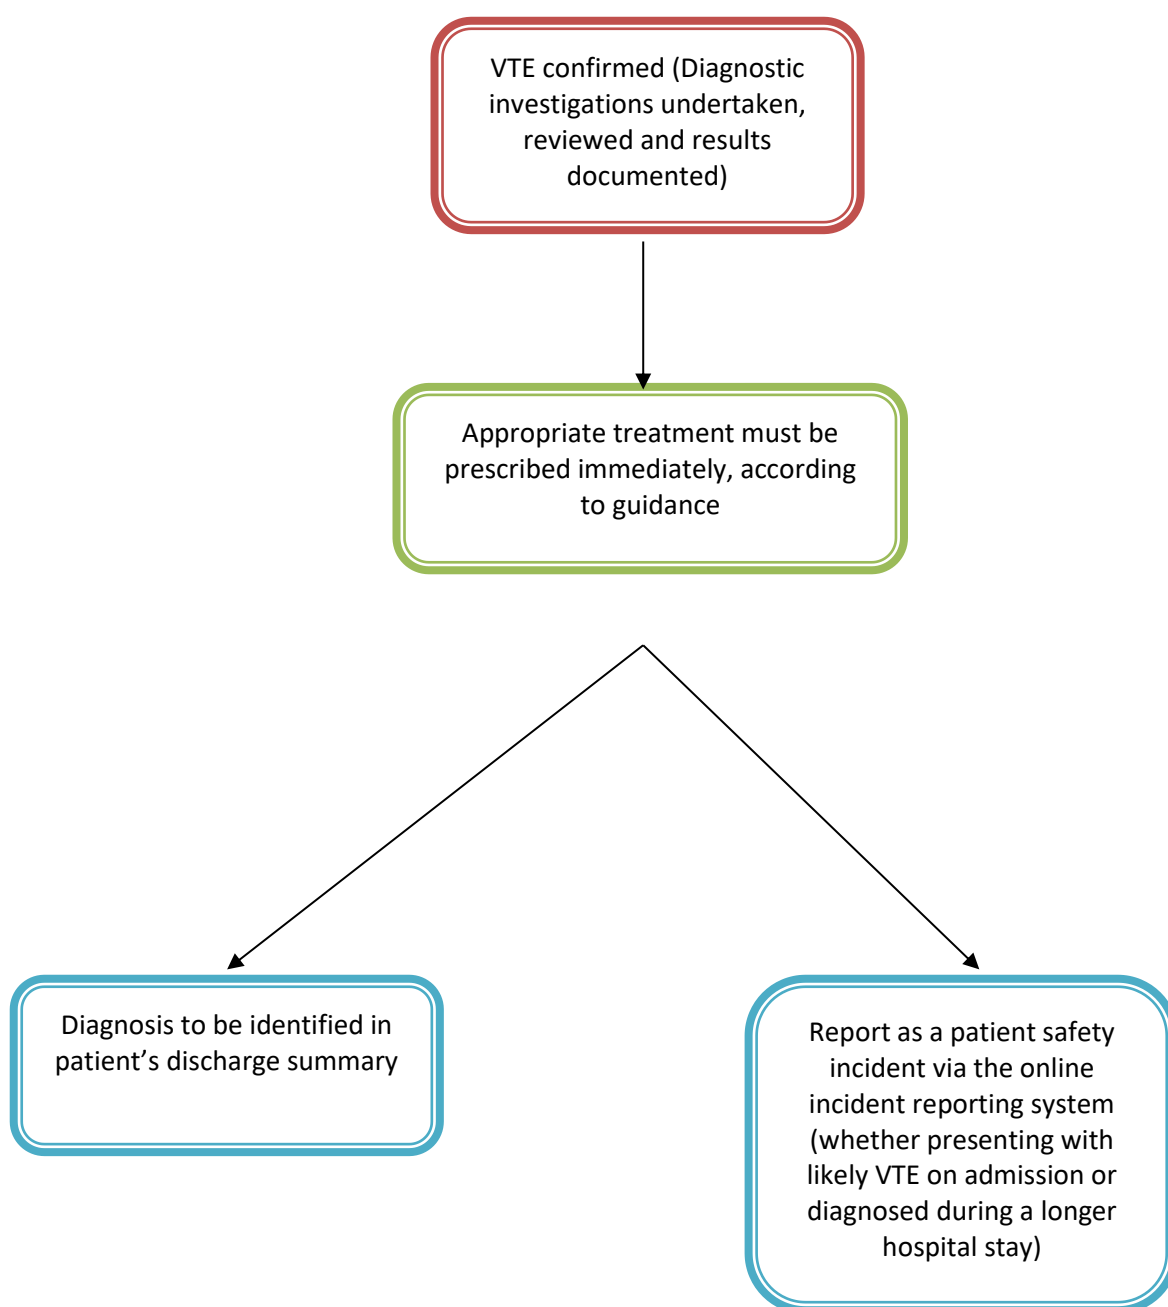 VTE confirmed (Diagnostic
investigations undertaken,
reviewed and results
documented)
Appropriate treatment must be
prescribed immediately, according
to guidance
Diagnosis to be identified in
patient’s discharge summary
Report as a patient safety
incident via the online
incident reporting system
(whether presenting with
likely VTE on admission or
diagnosed during a longer
hospital stay)